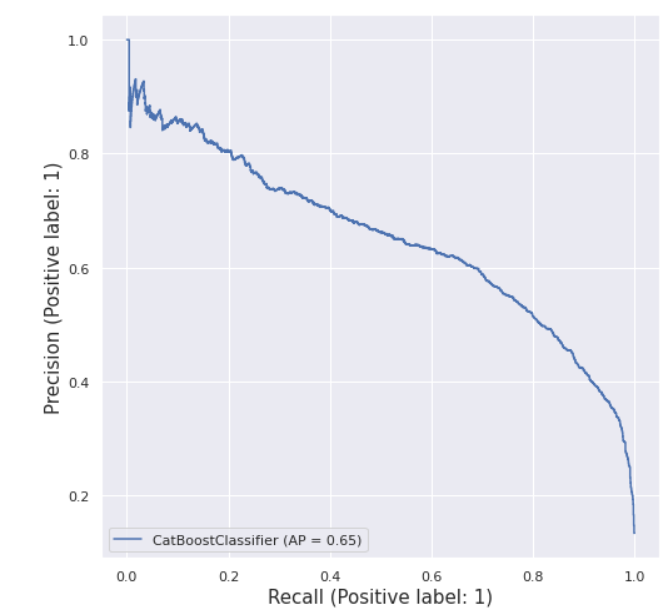 1.0
0.8
0.6
0.4
0.2
Precision (Positive label: 1)
CatBoostClassifier (AP = 0.65)
0.0 0.2 0.4 0.6 0.8 1.0
Recall (Positive label: 1)